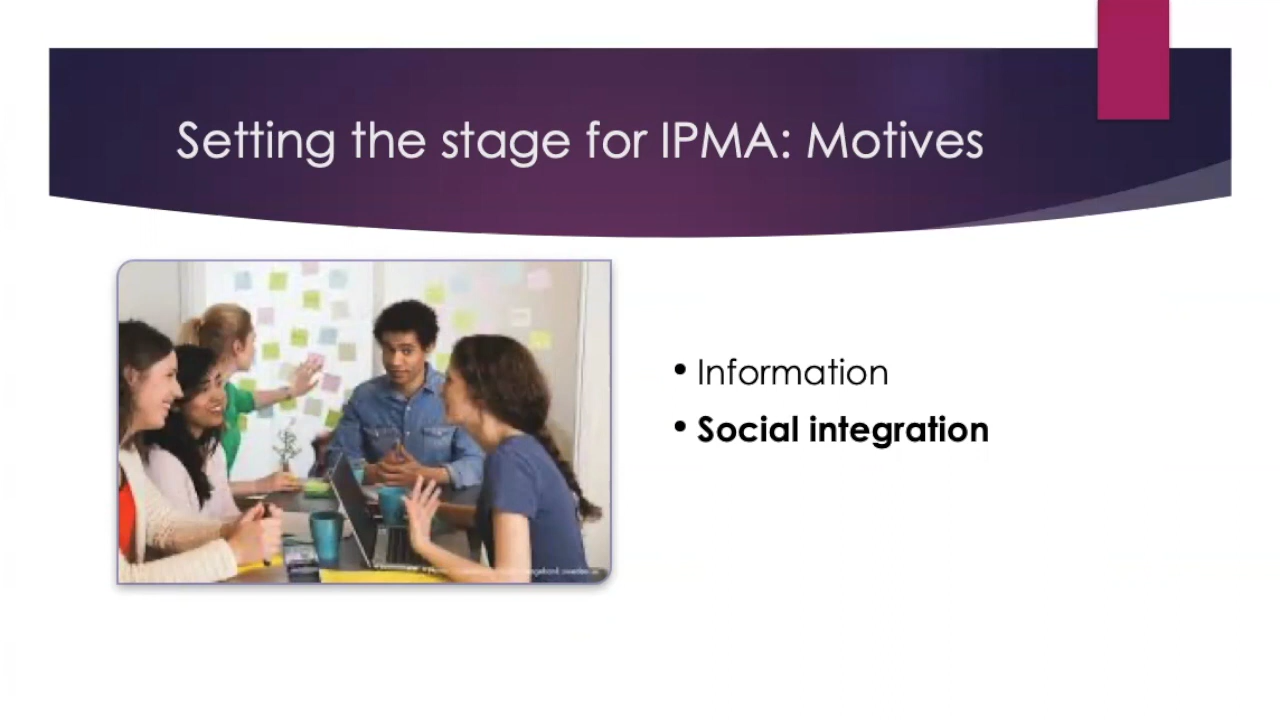 Setting the stage for IPMA: Motives
• Information
• Social integration